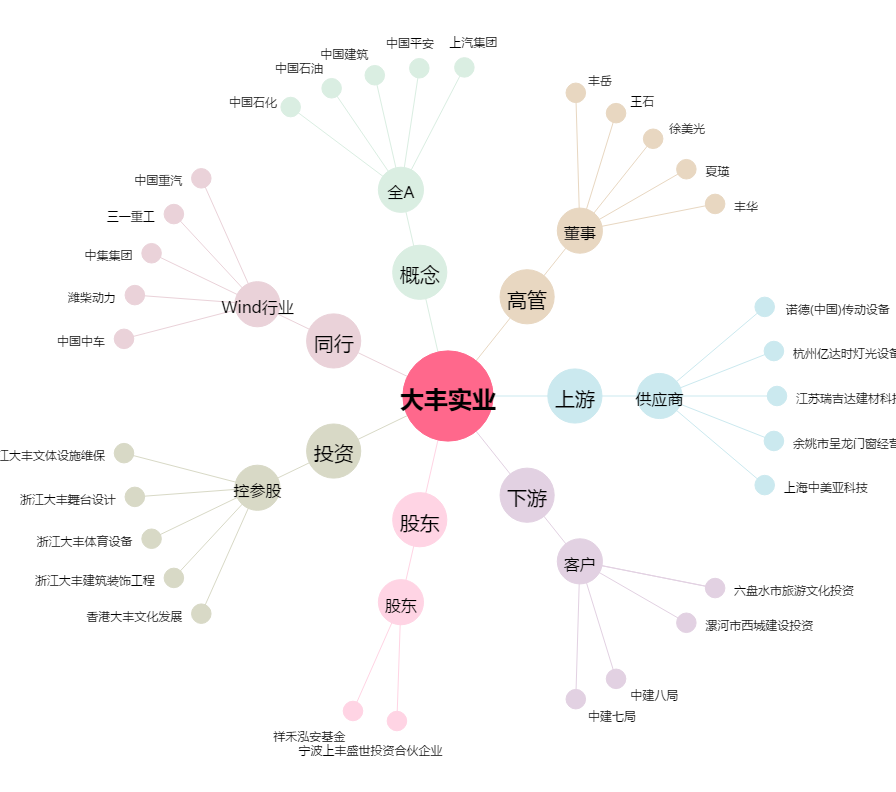 上汽集团
中国平安
中国建筑
中国石油
中国石化
全A
概念
丰岳
王石
徐美光
夏瑛
丰华
董事
高管
中国重汽
三一重工
中集集团
潍柴动力
中国中车
Wind行业
同行
大丰实业
上游
供应商
诺德(中国)传动设备
杭州亿达时灯光设备
江苏瑞吉达建材科技
余姚市呈龙门窗经营
上海中美亚科技
投资
控参股
江大丰文体设施维保
浙江大丰舞台设计
浙江大丰体育设备
浙江大丰建筑装饰工程
香港大丰文化发展
股东
股东
祥禾泓安基金
宁波上丰盛世投资合伙企业
下游
客户
六盘水市旅游文化投资
漯河市西城建设投资
中建八局
中建七局